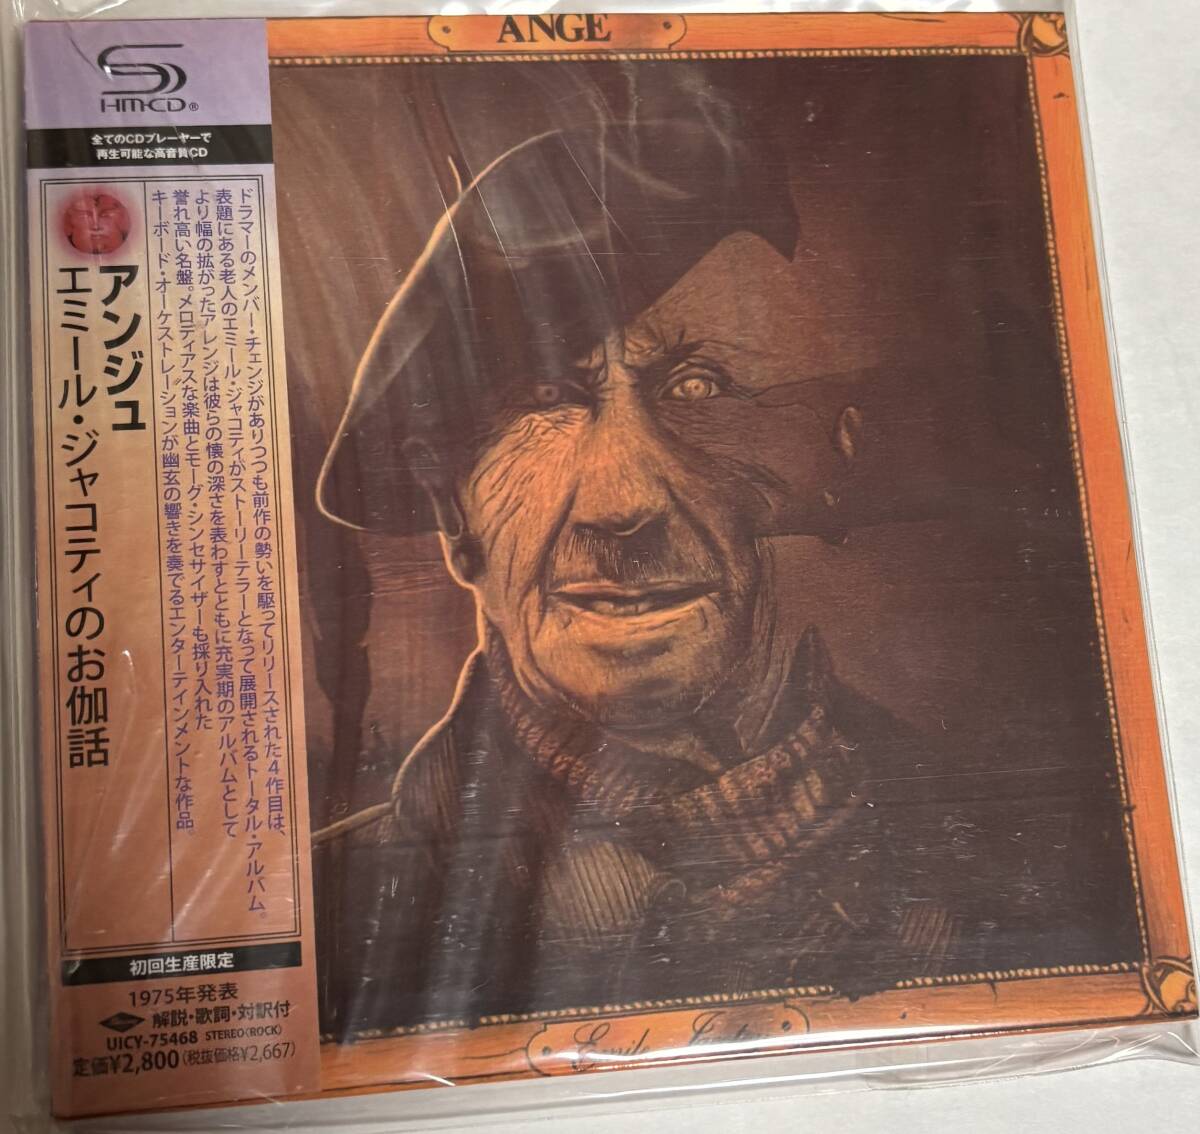 ANGE
HM-CD®
全てのCDプレーヤーで
再生可能な高音質CD
アンジュ
エミール・ジャコティのお伽話
ドラマーのメンバー・チェンジがありつつも前作の勢いを駆ってリリースされた4作目は、
表題にある老人のエミール・ジャコティがストーリーテラーとなって展開されるトータル・アルバム。
より幅の拡がったアレンジは彼らの懐の深さを表わすとともに充実期のアルバムとして
誉れ高い名盤。メロディアスな楽曲とモーグ・シンセサイザーも採り入れた
キーボード・オーケストレーションが幽玄の響きを奏でるエンターテインメントな作品。
初回生産限定
1975年発表
解説・歌詞・対訳付
UICY-75468 STEREO(ROCK)
定価¥2,800(税抜価格¥2,667)
Emile